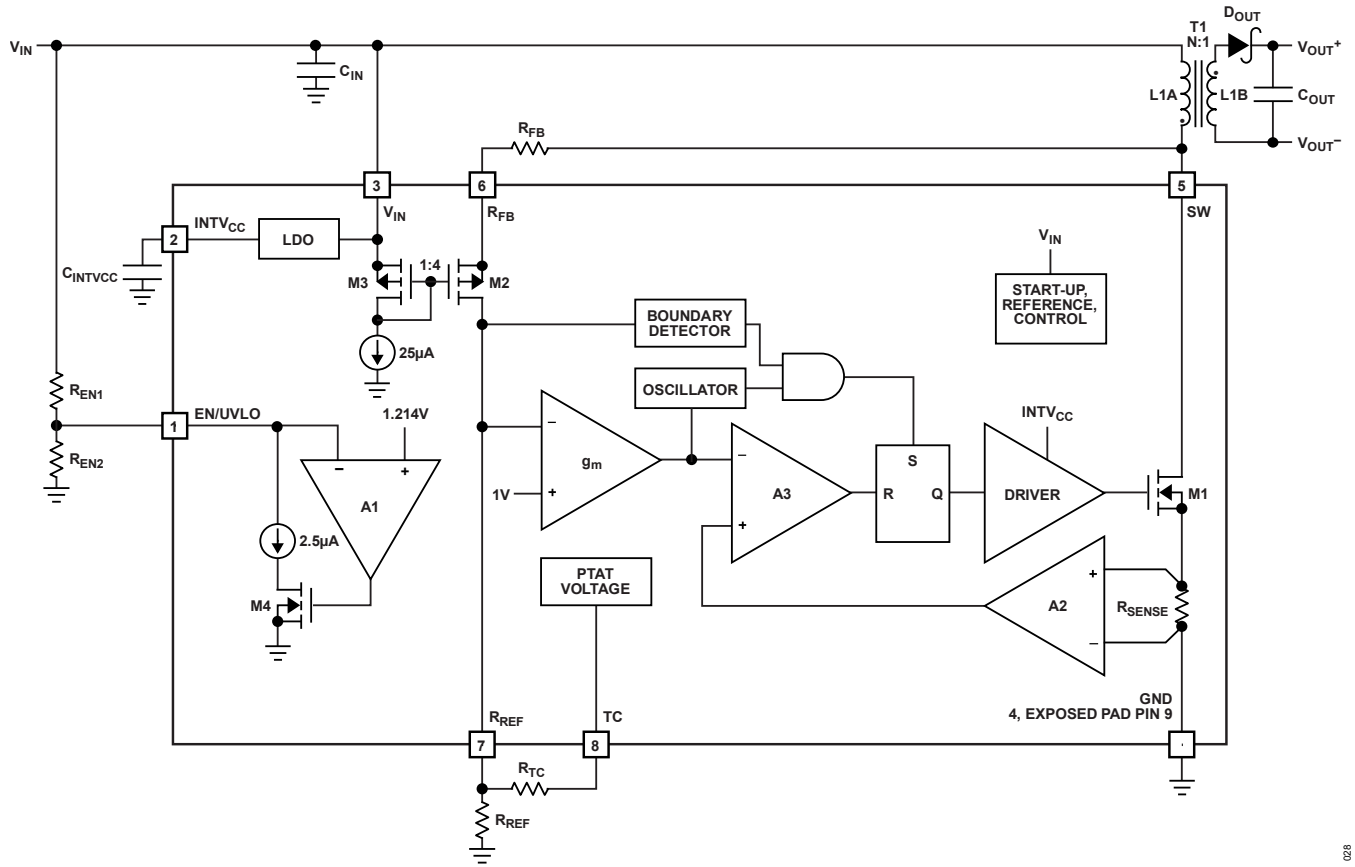 DOUT
T1
N:1
VIN
VOUT+
CIN
L1A
L1B
COUT
RFB
VOUT−
3
6
5
VIN
RFB
SW
INTVCC
2
LDO
VIN
CINTVCC
M3
1:4
M2
START-UP,
REFERENCE,
CONTROL
BOUNDARY
DETECTOR
25µA
OSCILLATOR
REN1
EN/UVLO
1.214V
INTVCC
1
REN2
−
+
A1
−
gm
1V
+
−
A3
+
S
R
Q
DRIVER
M1
2.5µA
PTAT
VOLTAGE
M4
+
A2
RSENSE
−
GND
4, EXPOSED PAD PIN 9
RREF
TC
7
8
RTC
RREF
028